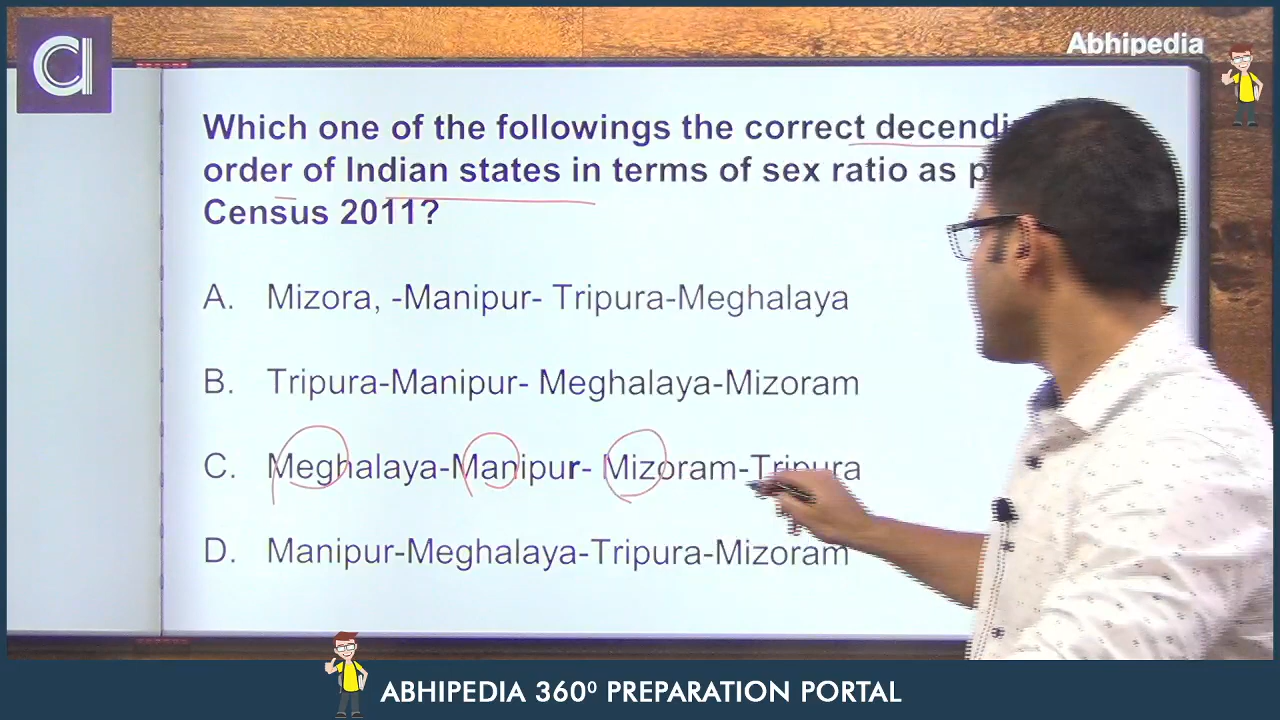 Abhipedia
Which one of the followings the correct decendi
order of Indian states in terms of sex ratio as p
Census 2011?
A. Mizora, -Manipur- Tripura-Meghalaya
B. Tripura-Manipur- Meghalaya-Mizoram
C. Meghalaya-Manipur- Mizoram-Tripura
D. Manipur-Meghalaya-Tripura-Mizoram
ABHIPEDIA 360⁰ PREPARATION PORTAL